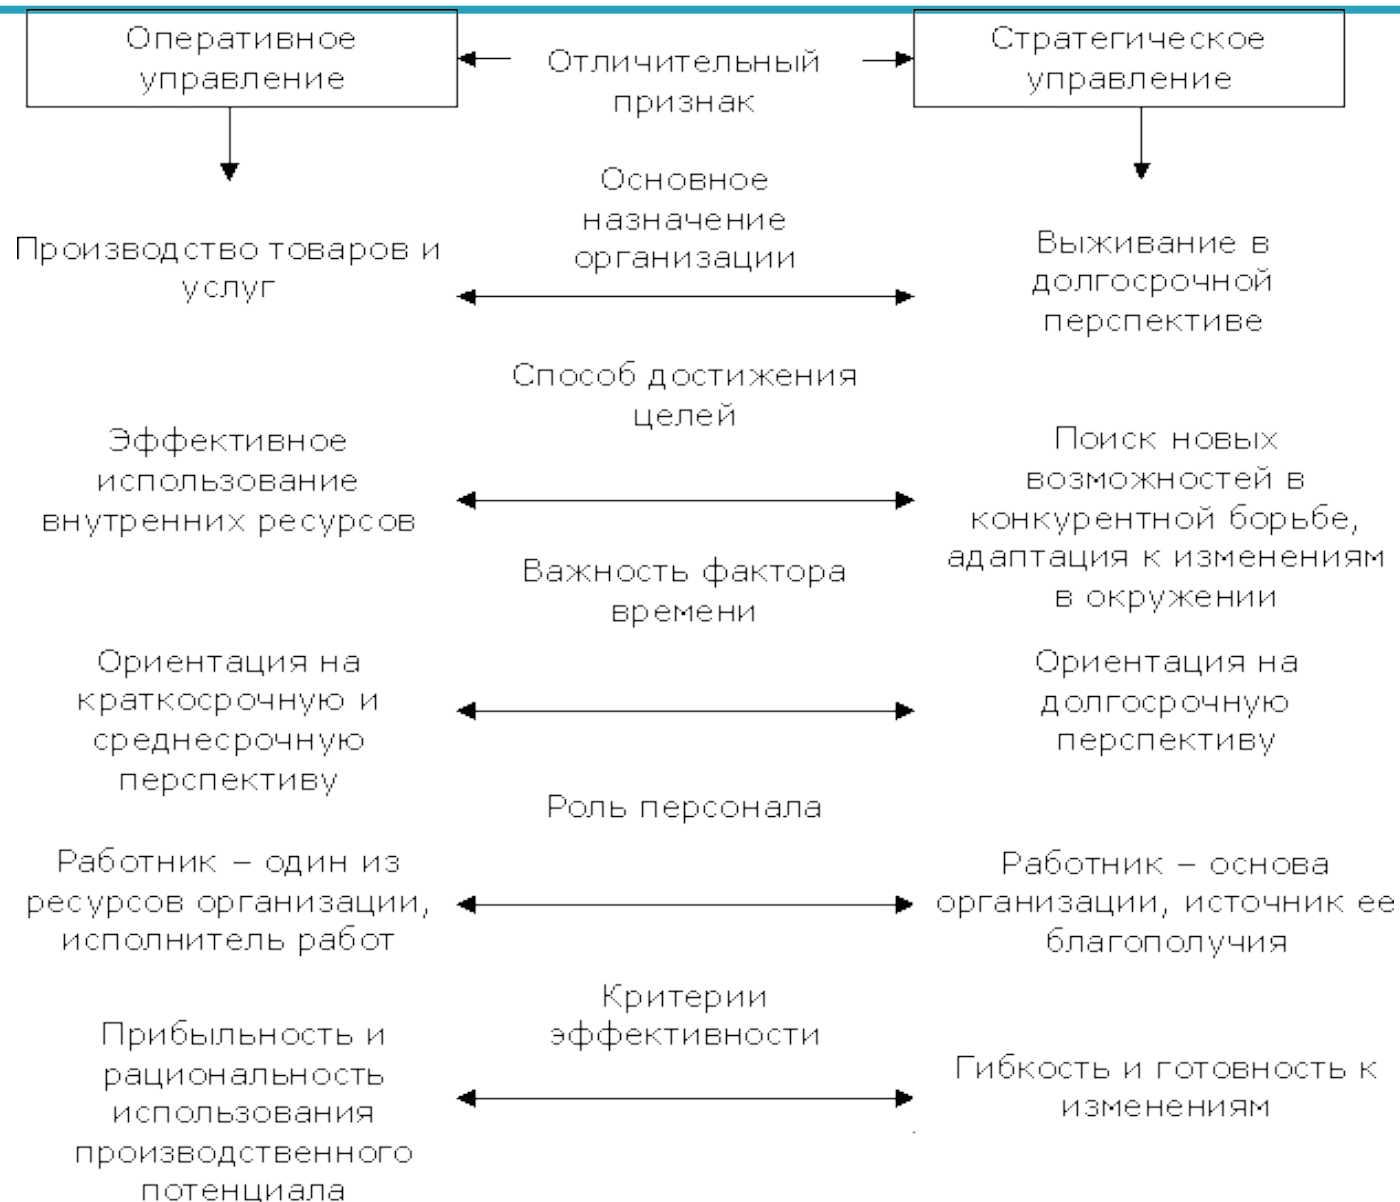 Оперативное
управление
Отличительный
признак
Стратегическое
управление
Основное
назначение
организации
Производство товаров и
услуг
Выживание в
долгосрочной
перспективе
Способ достижения
целей
Эффективное
использование
внутренних ресурсов
Поиск новых
возможностей в
конкурентной борьбе,
адаптация к изменениям
в окружении
Важность фактора
времени
Ориентация на
краткосрочную и
среднесрочную
перспективу
Ориентация на
долгосрочную
перспективу
Роль персонала
Работник – один из
ресурсов организации,
исполнитель работ
Работник – основа
организации, источник ее
благополучия
Критерии
эффективности
Прибыльность и
рациональность
использования
производственного
потенциала
Гибкость и готовность к
изменениям